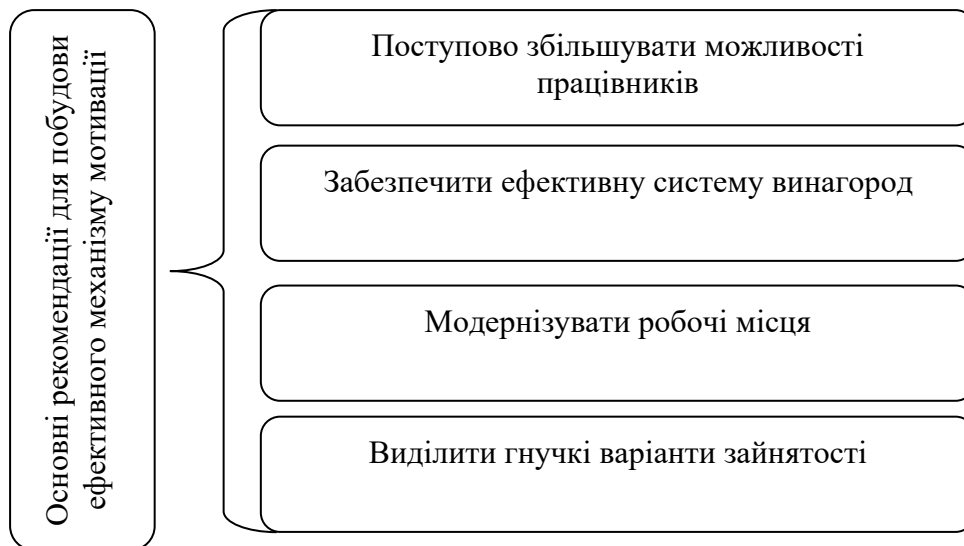 Основні рекомендації для побудови
ефективного механізму мотивації
Поступово збільшувати можливості
працівників
Забезпечити ефективну систему винагород
Модернізувати робочі місця
Виділити гнучкі варіанти зайнятості